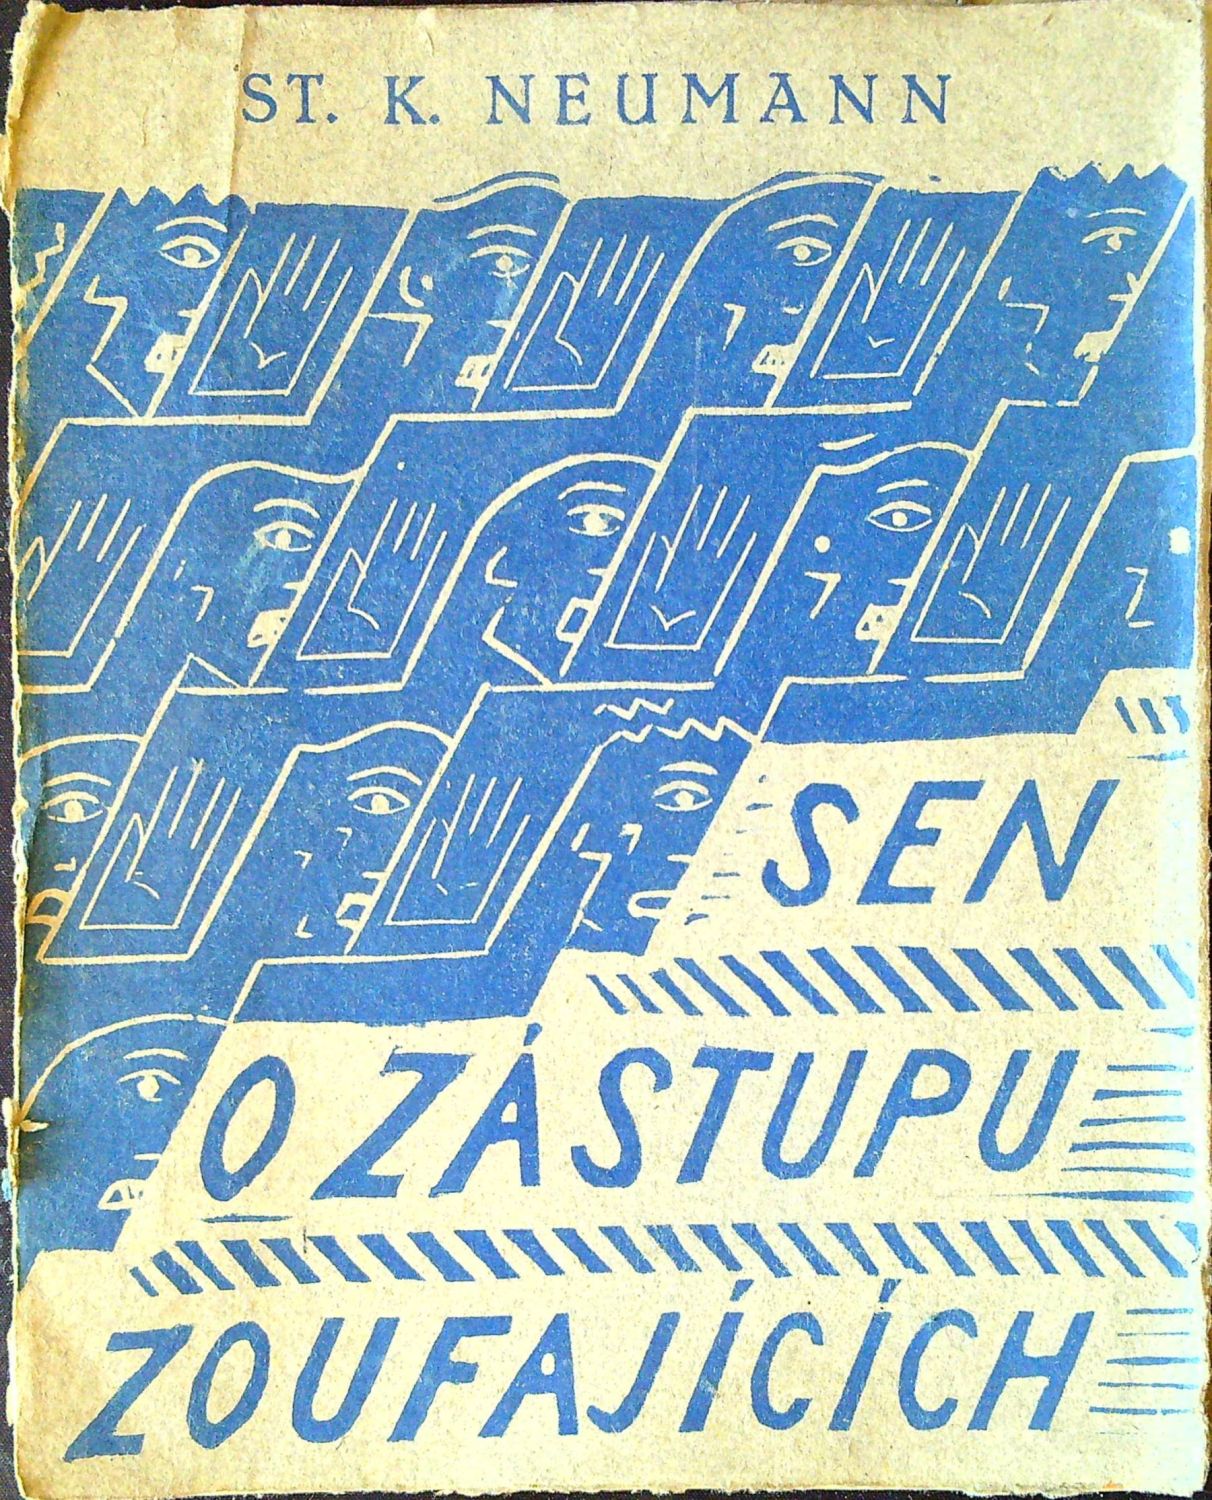 ST. K. NEUMANN
SEN
O ZÁSTUPU
ZOUFAJÍCÍCH